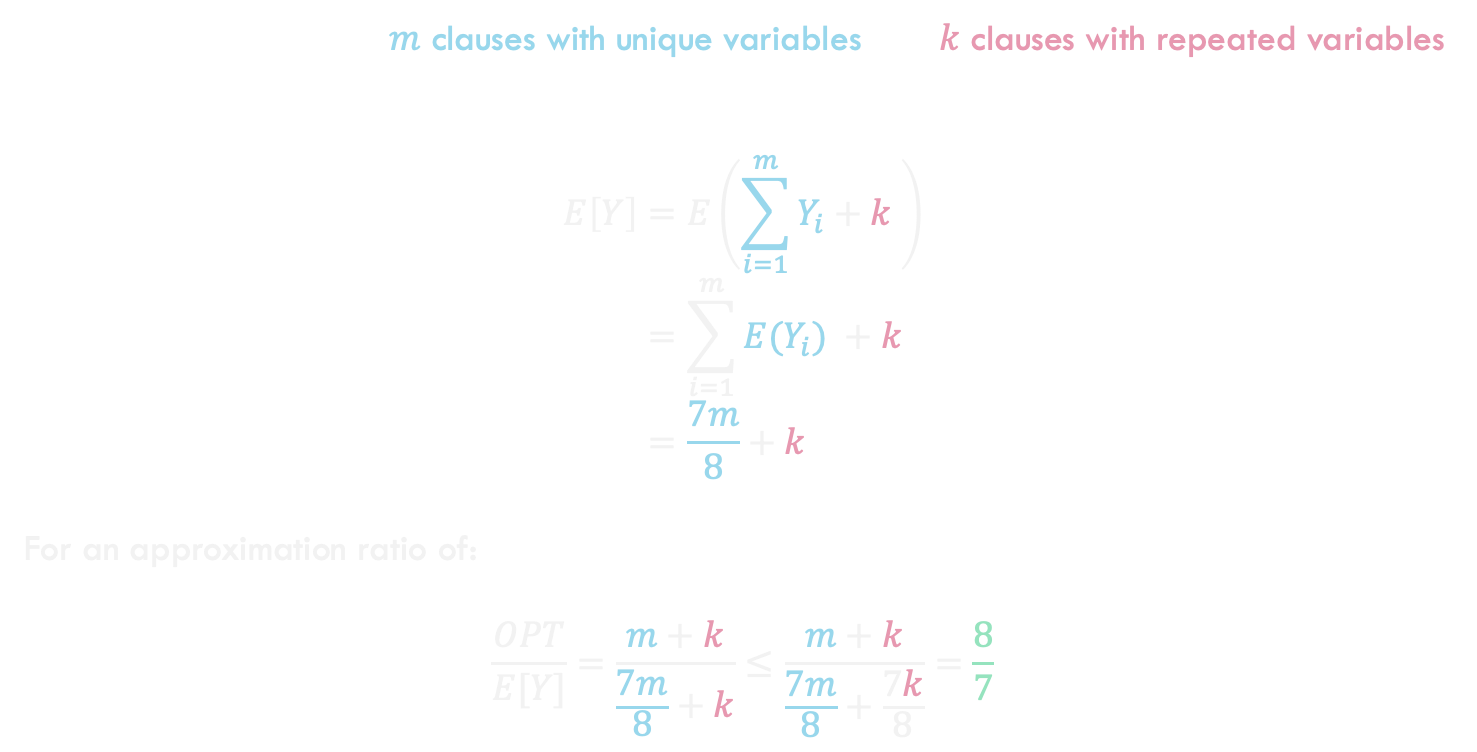 m clauses with unique variables k clauses with repeated variables
E[Y] = E(∑_{i=1}^{m} Y_i + k)
= ∑_{i=1}^{m} E(Y_i) + k
= 7m/8 + k
For an approximation ratio of:
OPT/E[Y] = (m + k)/(7m/8 + k) ≤ (m + k)/(7m/8 + 7k/8) = 8/7